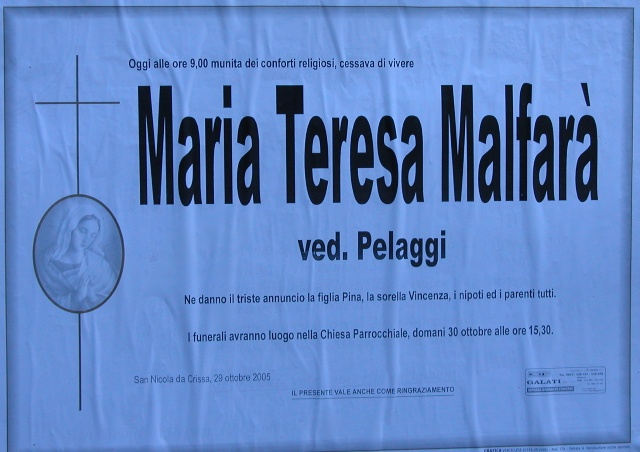 Oggi alle ore 9,00 munita dei conforti religiosi, cessava di vivere
Maria Teresa Malfarà
ved. Pelaggi
Ne danno il triste annuncio la figlia Pina, la sorella Vincenza, i nipoti ed i parenti tutti.
I funerali avranno luogo nella Chiesa Parrocchiale, domani 30 ottobre alle ore 15,30.
San Nicola da Crissa, 29 ottobre 2005
IL PRESENTE VALE ANCHE COME RINGRAZIAMENTO
GALATI
GRAFICA